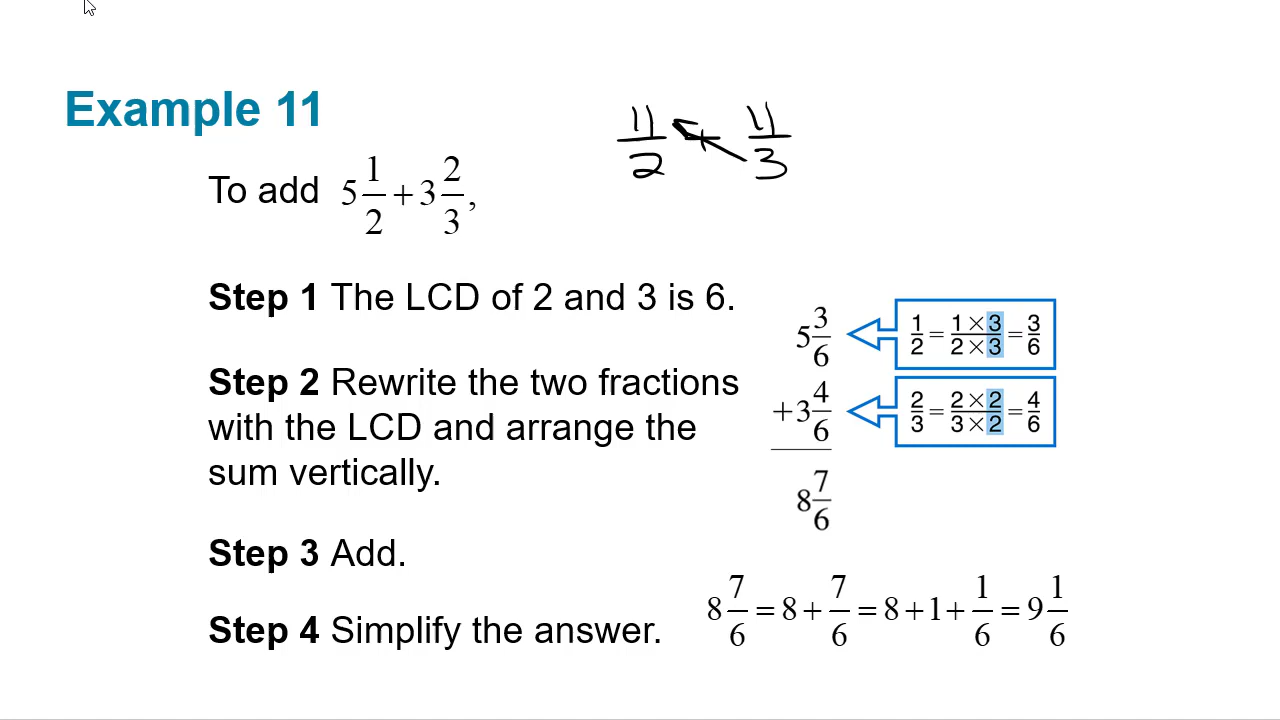 Example 11
11/2 + 11/3
To add 5 1/2 + 3 2/3,
Step 1 The LCD of 2 and 3 is 6.
Step 2 Rewrite the two fractions
with the LCD and arrange the
sum vertically.
5 3/6
1/2 = 1 × 3/2 × 3 = 3/6
+ 3 4/6
2/3 = 2 × 2/3 × 2 = 4/6
8 7/6
Step 3 Add.
Step 4 Simplify the answer.
8 7/6 = 8 + 7/6 = 8 + 1 + 1/6 = 9 1/6